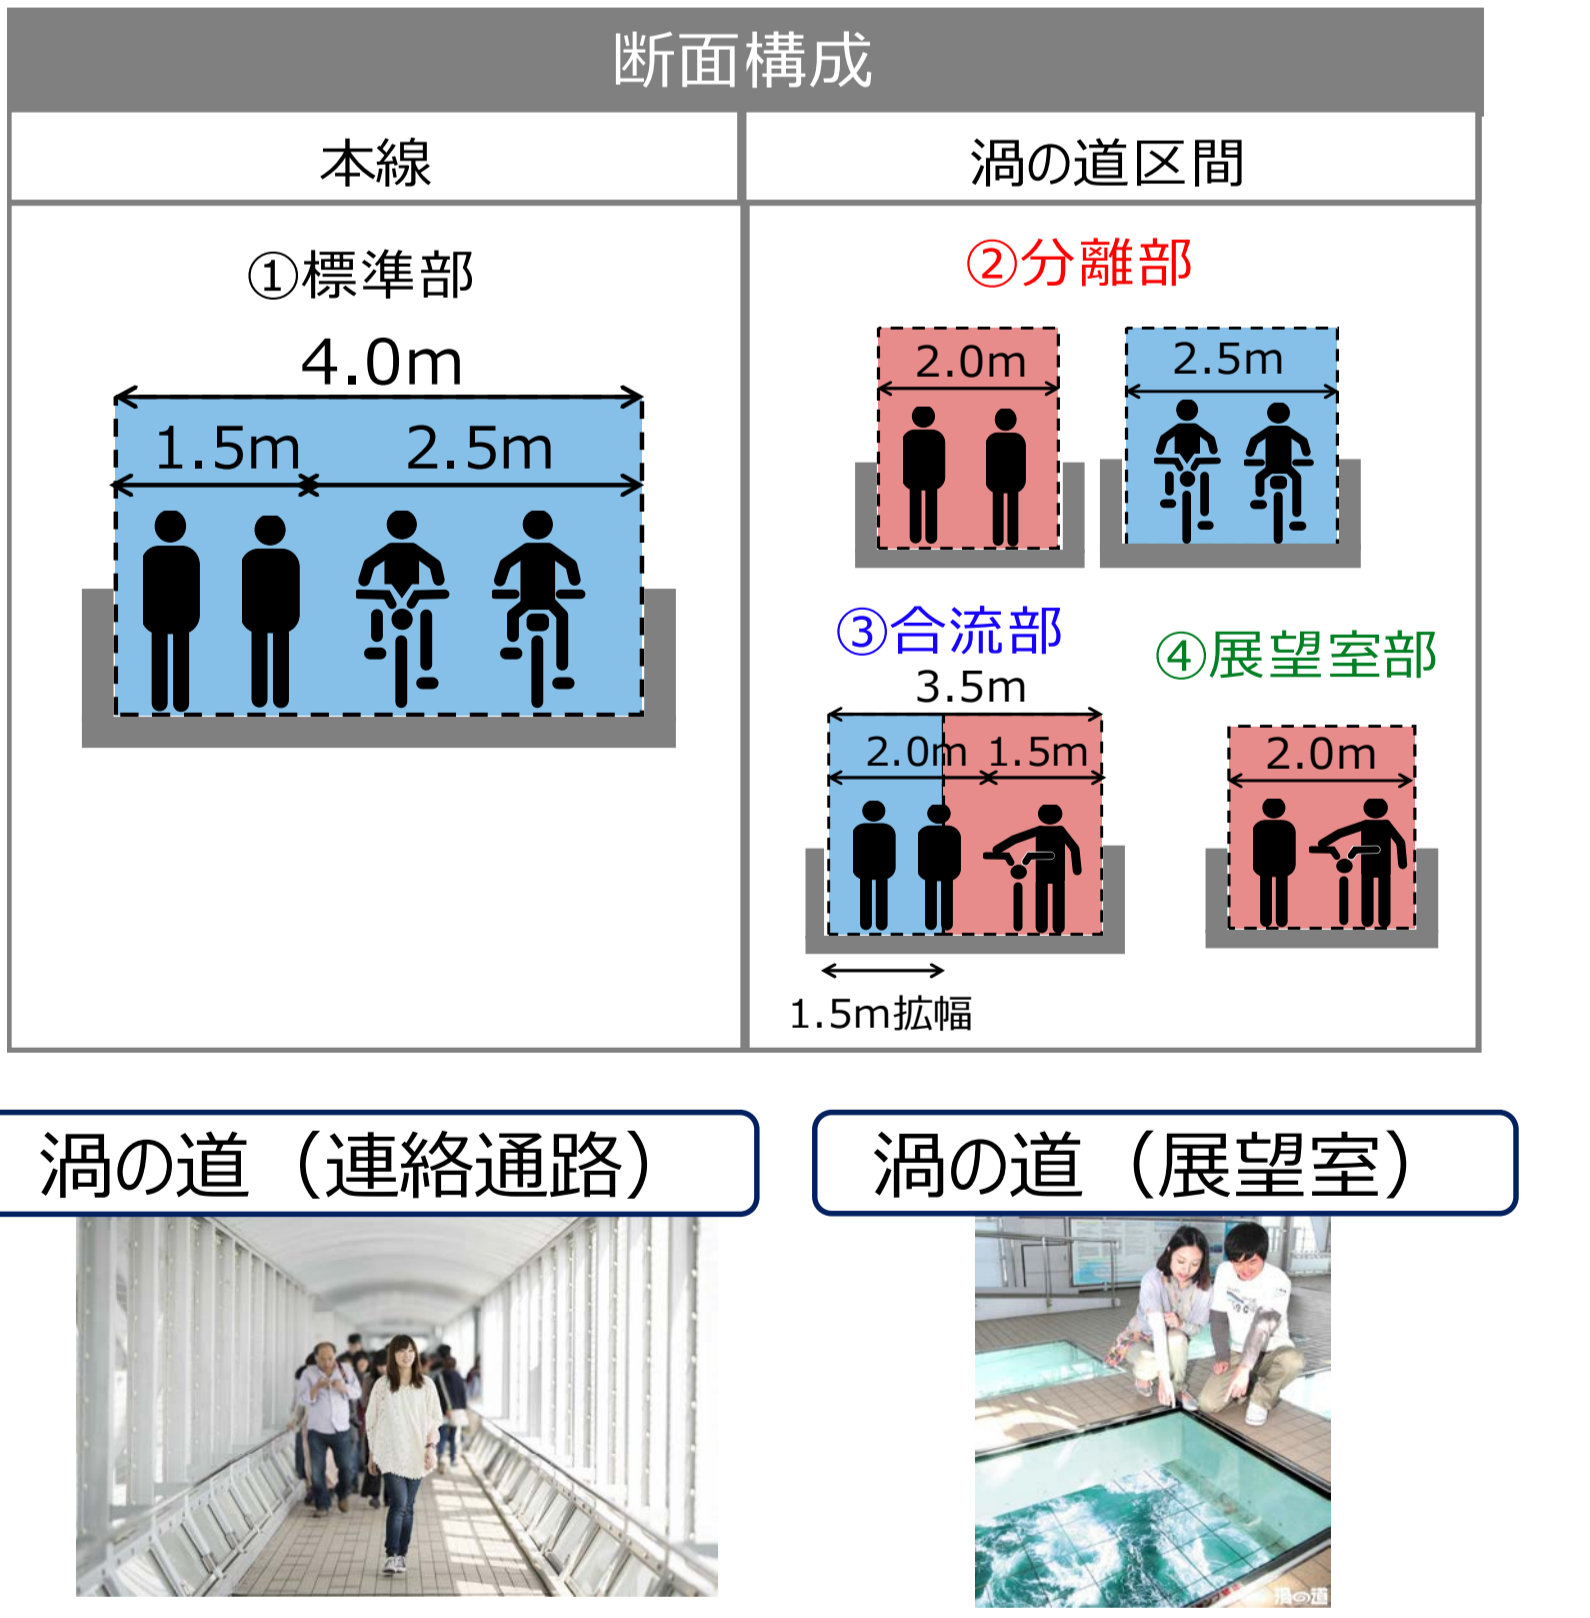 断面構成
本線
渦の道区間
①標準部
4.0m
1.5m
2.5m
②分離部
2.0m
2.5m
③合流部
3.5m
2.0m
1.5m
1.5m拡幅
④展望室部
2.0m
渦の道（連絡通路）
渦の道（展望室）
渦の道